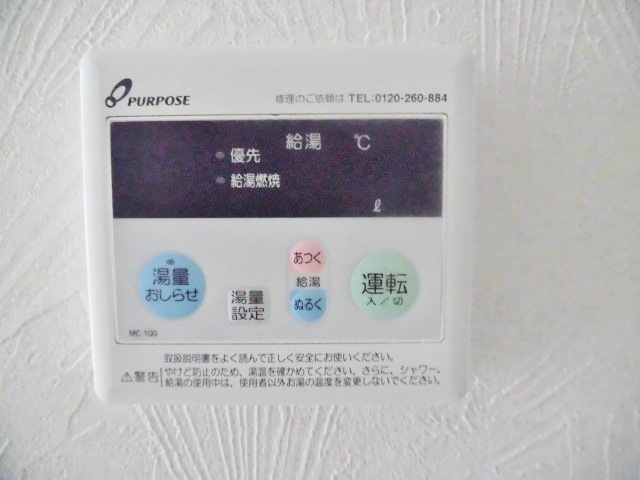 PURPOSE 修理のご依頼は TEL:0120-260-884
給湯 ℃
優先
給湯燃焼
ℓ
湯量
おしらせ
湯量
設定
あつく
給湯
ぬるく
運転
入/切
MC-100
取扱説明書をよく読んで正しく安全にお使いください。
⚠警告 やけど防止のため、湯温を確かめてください。さらに、シャワー、
給湯の使用中は、使用者以外お湯の温度を変更しないでください。